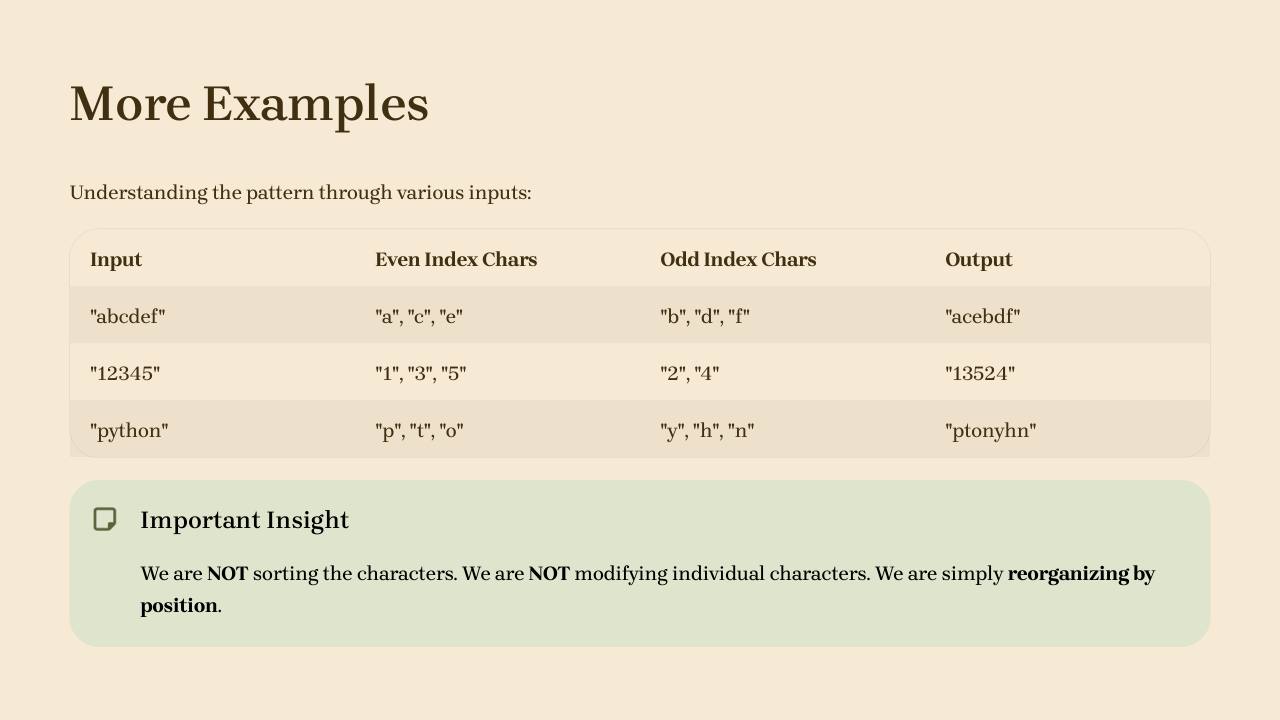 More Examples
Understanding the pattern through various inputs:
Input Even Index Chars Odd Index Chars Output
"abcdef" "a", "c", "e" "b", "d", "f" "acebdf"
"12345" "1", "3", "5" "2", "4" "13524"
"python" "p", "t", "o" "y", "h", "n" "ptonyhn"
Important Insight
We are NOT sorting the characters. We are NOT modifying individual characters. We are simply reorganizing by
position.